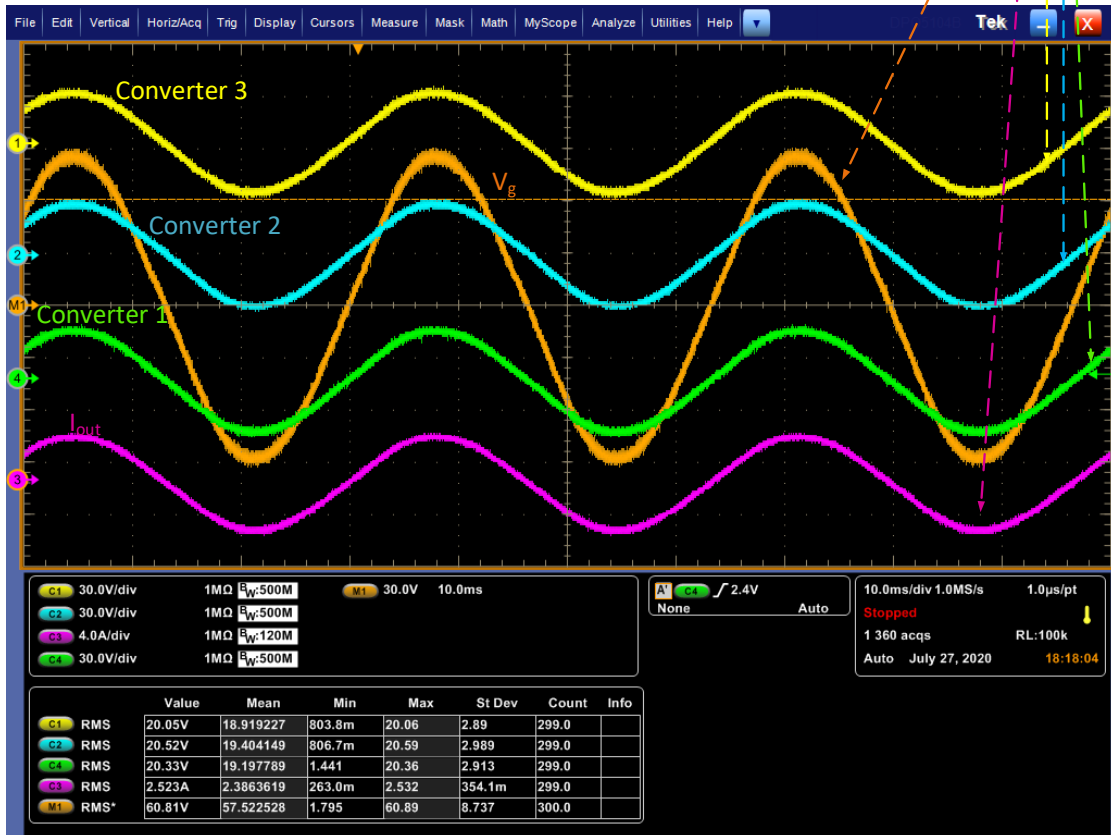 File Edit Vertical Horiz/Acq Trig Display Cursors Measure Mask Math MyScope Analyze Utilities Help Tek X
Converter 3
1
Vg
Converter 2
2
M1
Converter 1
4
Iout
3
C1 30.0V/div 1MΩ BW:500M M1 30.0V 10.0ms
C2 30.0V/div 1MΩ BW:500M
C3 4.0A/div 1MΩ BW:120M
C4 30.0V/div 1MΩ BW:500M
A' C4 2.4V
None Auto
10.0ms/div 1.0MS/s 1.0µs/pt
Stopped
1 360 acqs RL:100k
Auto July 27, 2020 18:18:04
Value Mean Min Max St Dev Count Info
C1 RMS 20.05V 18.919227 803.8m 20.06 2.89 299.0
C2 RMS 20.52V 19.404149 806.7m 20.59 2.989 299.0
C4 RMS 20.33V 19.197789 1.441 20.36 2.913 299.0
C3 RMS 2.523A 2.3863619 263.0m 2.532 354.1m 299.0
M1 RMS* 60.81V 57.522528 1.795 60.89 8.737 300.0